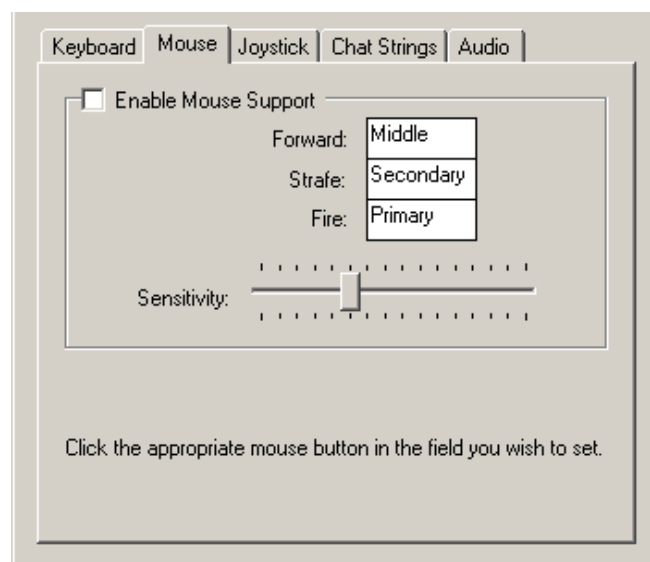 Keyboard Mouse Joystick Chat Strings Audio
Enable Mouse Support
Forward: Middle
Strafe: Secondary
Fire: Primary
Sensitivity:
Click the appropriate mouse button in the field you wish to set.